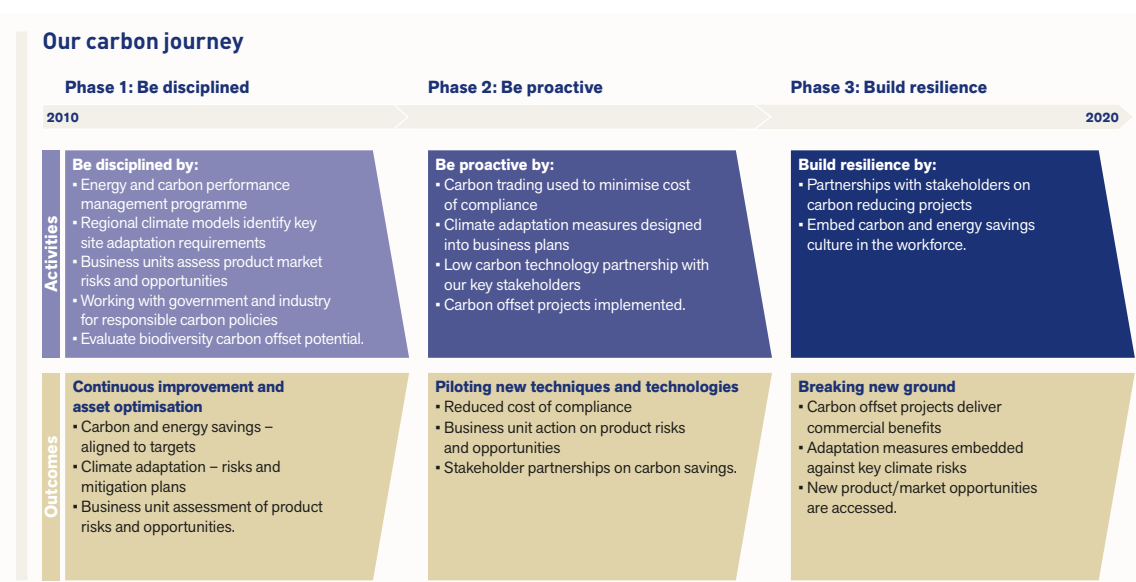 Our carbon journey
Phase 1: Be disciplined
Phase 2: Be proactive
Phase 3: Build resilience
2010
2020
Activities
Be disciplined by:
▪ Energy and carbon performance
management programme
▪ Regional climate models identify key
site adaptation requirements
▪ Business units assess product market
risks and opportunities
▪ Working with government and industry
for responsible carbon policies
▪ Evaluate biodiversity carbon offset potential.
Be proactive by:
▪ Carbon trading used to minimise cost
of compliance
▪ Climate adaptation measures designed
into business plans
▪ Low carbon technology partnership with
our key stakeholders
▪ Carbon offset projects implemented.
Build resilience by:
▪ Partnerships with stakeholders on
carbon reducing projects
▪ Embed carbon and energy savings
culture in the workforce.
Outcomes
Continuous improvement and
asset optimisation
▪ Carbon and energy savings –
aligned to targets
▪ Climate adaptation – risks and
mitigation plans
▪ Business unit assessment of product
risks and opportunities.
Piloting new techniques and technologies
▪ Reduced cost of compliance
▪ Business unit action on product risks
and opportunities
▪ Stakeholder partnerships on carbon savings.
Breaking new ground
▪ Carbon offset projects deliver
commercial benefits
▪ Adaptation measures embedded
against key climate risks
▪ New product/market opportunities
are accessed.